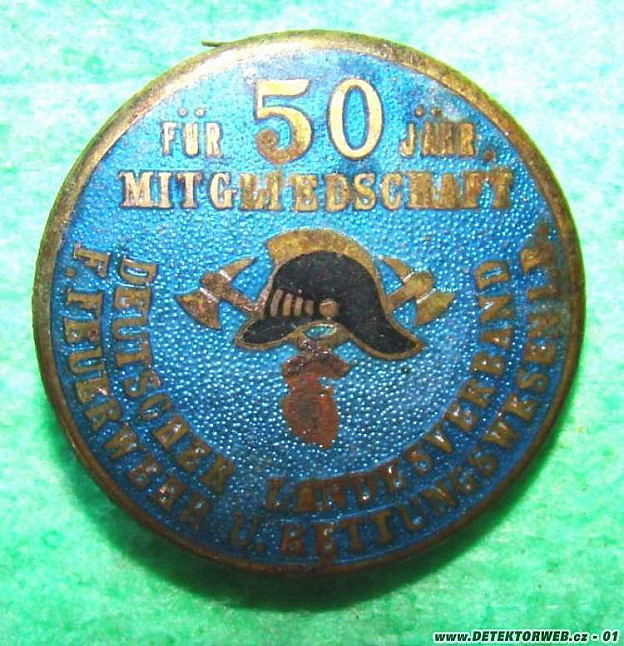 FÜR 50 JÄHR.
MITGLIEDSCHAFT
DEUTSCHER LANDESVERBAND
F. FEUERWEHR U. RETTUNGSWESEN
www.DETEKTORWEB.cz - 01